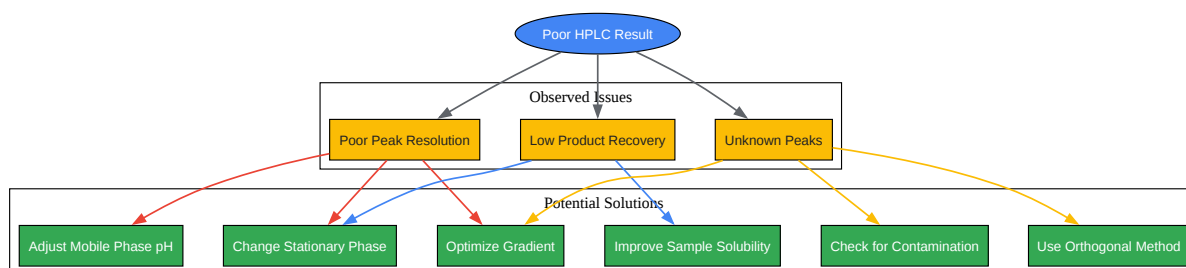 Poor HPLC Result
Observed Issues
Poor Peak Resolution
Low Product Recovery
Unknown Peaks
Potential Solutions
Adjust Mobile Phase pH
Change Stationary Phase
Optimize Gradient
Improve Sample Solubility
Check for Contamination
Use Orthogonal Method